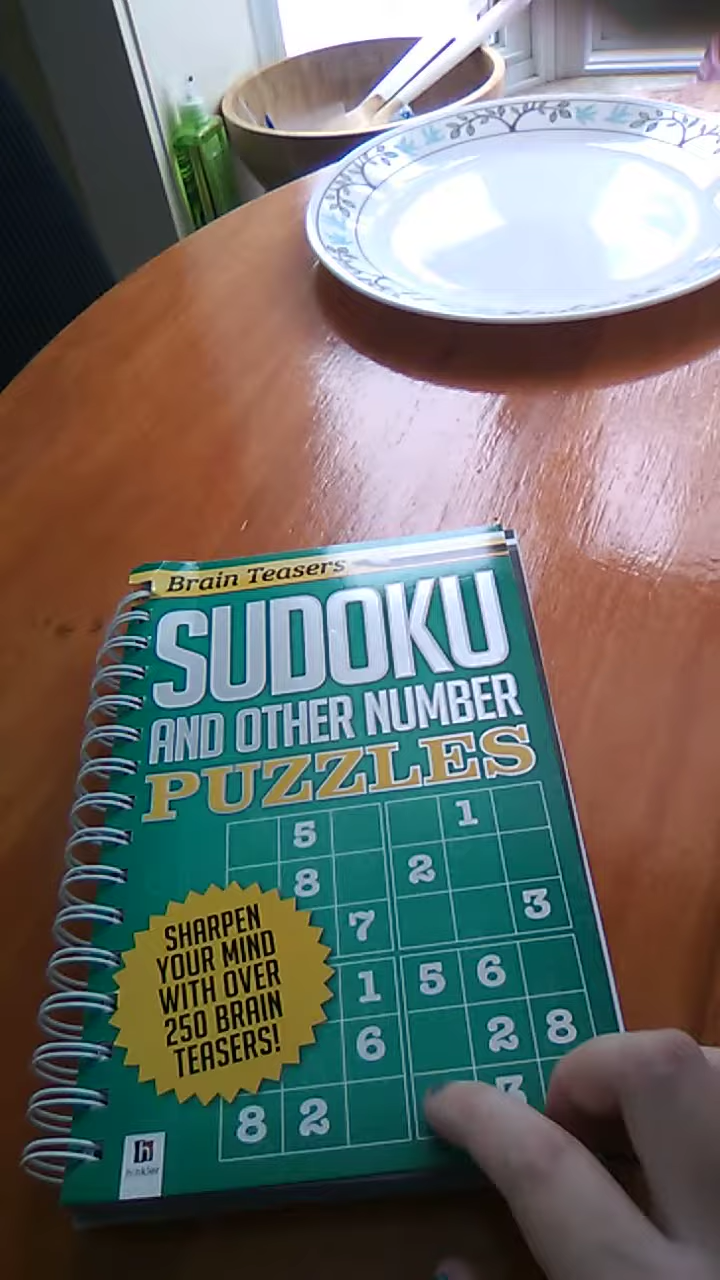 Brain Teasers
SUDOKU
AND OTHER NUMBER
PUZZLES
5 1
8 2
7 3
SHARPEN
YOUR MIND
WITH OVER
250 BRAIN
TEASERS!
1 5 6
6 2 8
8 2
h
hinkler